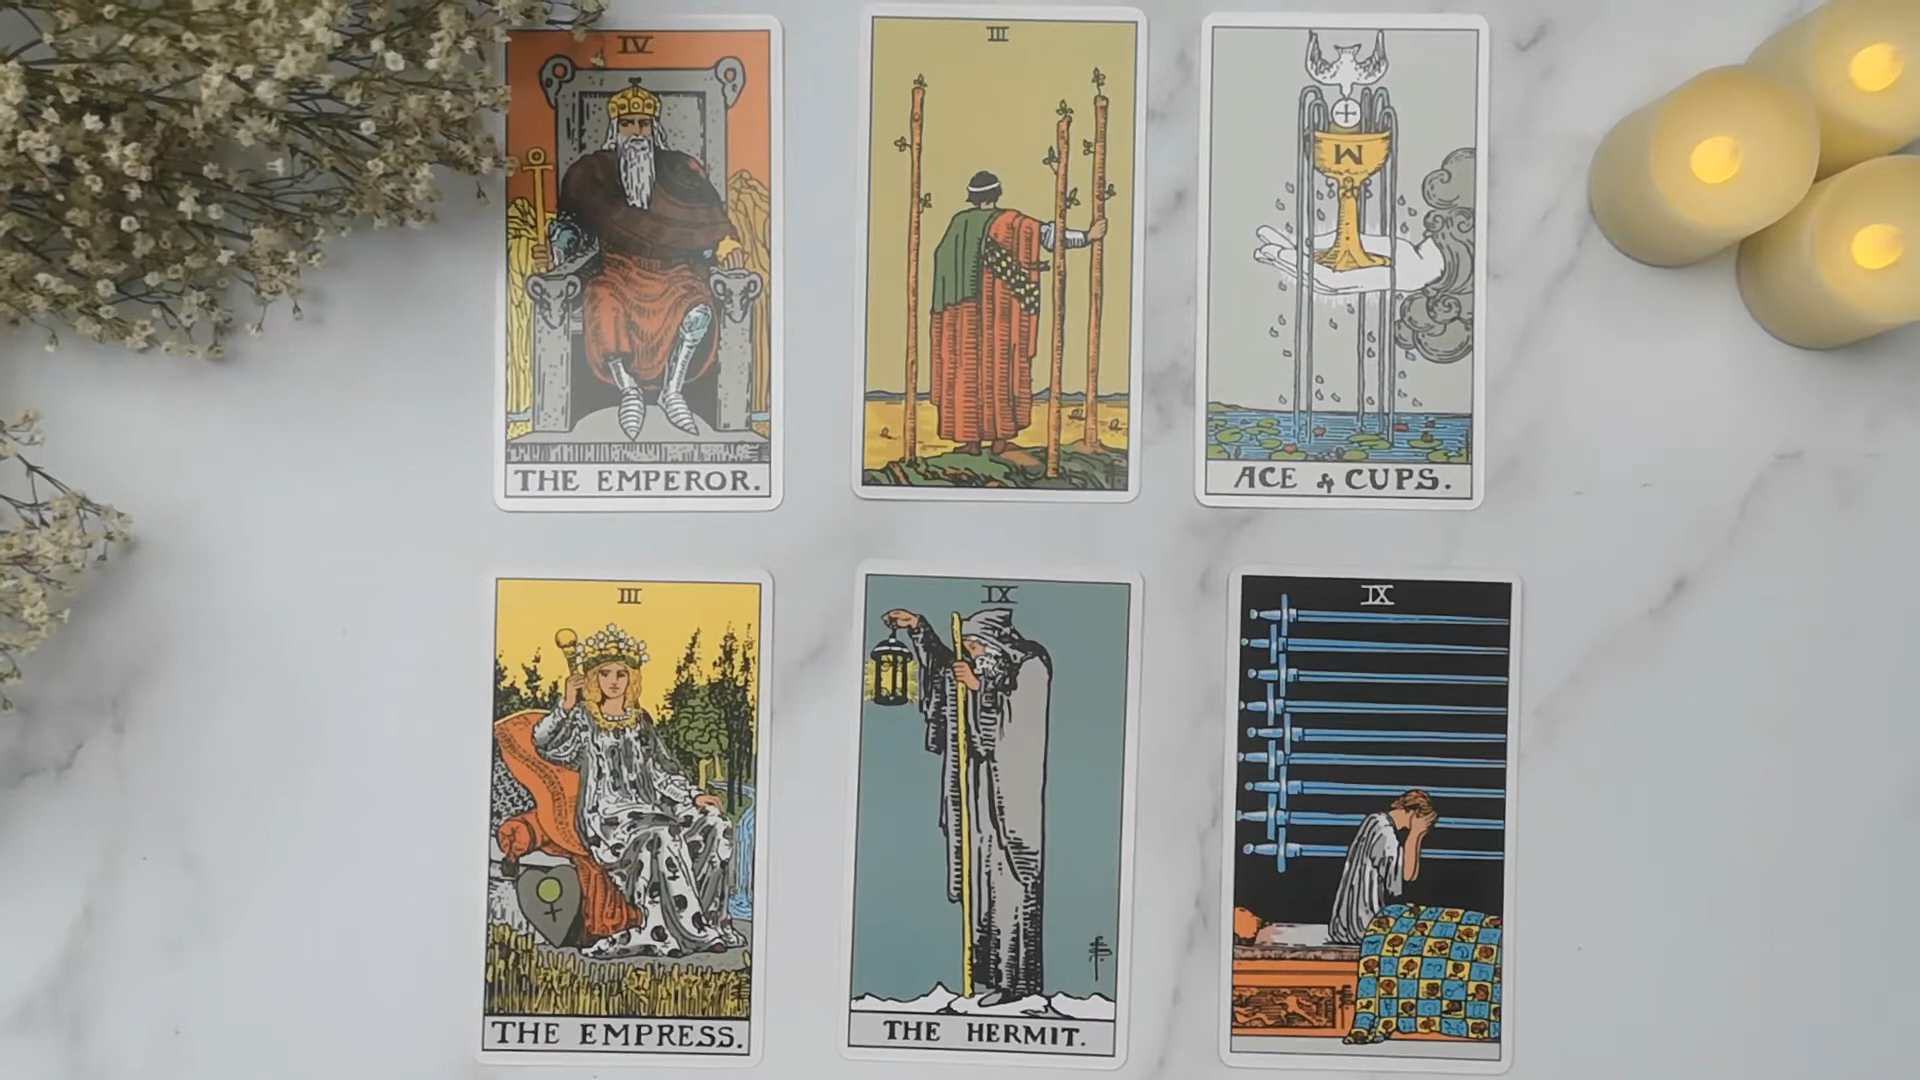 IV
THE EMPEROR.
III
M
ACE of CUPS.
III
THE EMPRESS.
IX
THE HERMIT.
IX